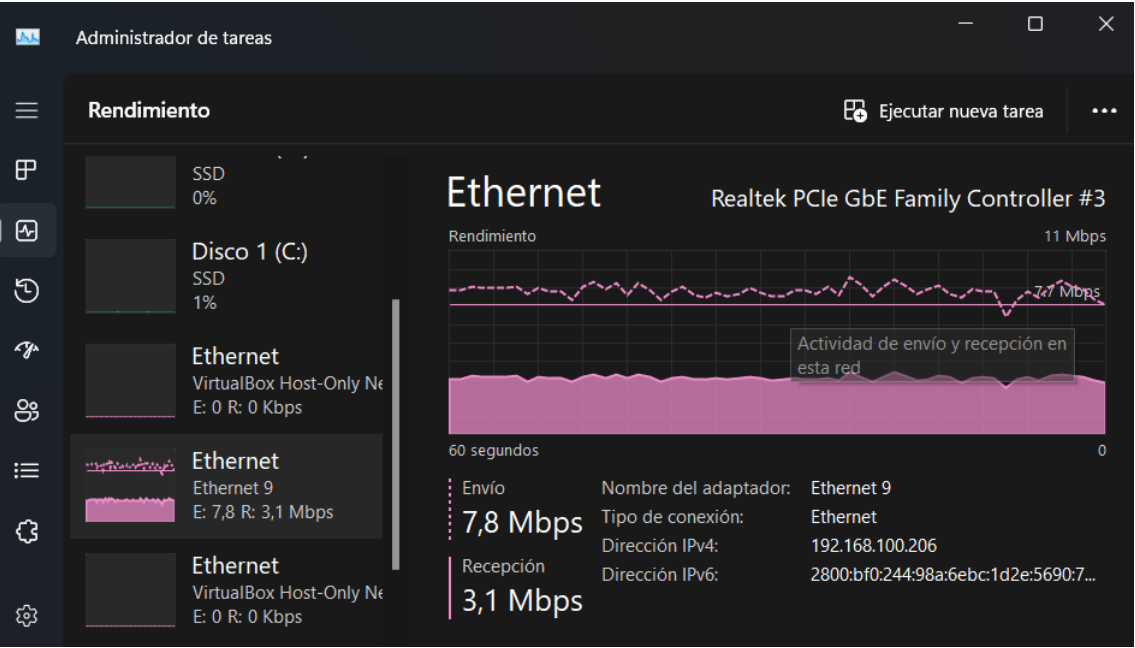 Administrador de tareas
Rendimiento
Ejecutar nueva tarea
SSD
0%
Disco 1 (C:)
SSD
1%
Ethernet
VirtualBox Host-Only Ne
E: 0 R: 0 Kbps
Ethernet
Ethernet 9
E: 7,8 R: 3,1 Mbps
Ethernet
VirtualBox Host-Only Ne
E: 0 R: 0 Kbps
Ethernet
Realtek PCIe GbE Family Controller #3
Rendimiento
11 Mbps
7.7 Mbps
Actividad de envío y recepción en
esta red
60 segundos
0
Envío
7,8 Mbps
Recepción
3,1 Mbps
Nombre del adaptador: Ethernet 9
Tipo de conexión: Ethernet
Dirección IPv4: 192.168.100.206
Dirección IPv6: 2800:bf0:244:98a:6ebc:1d2e:5690:7...